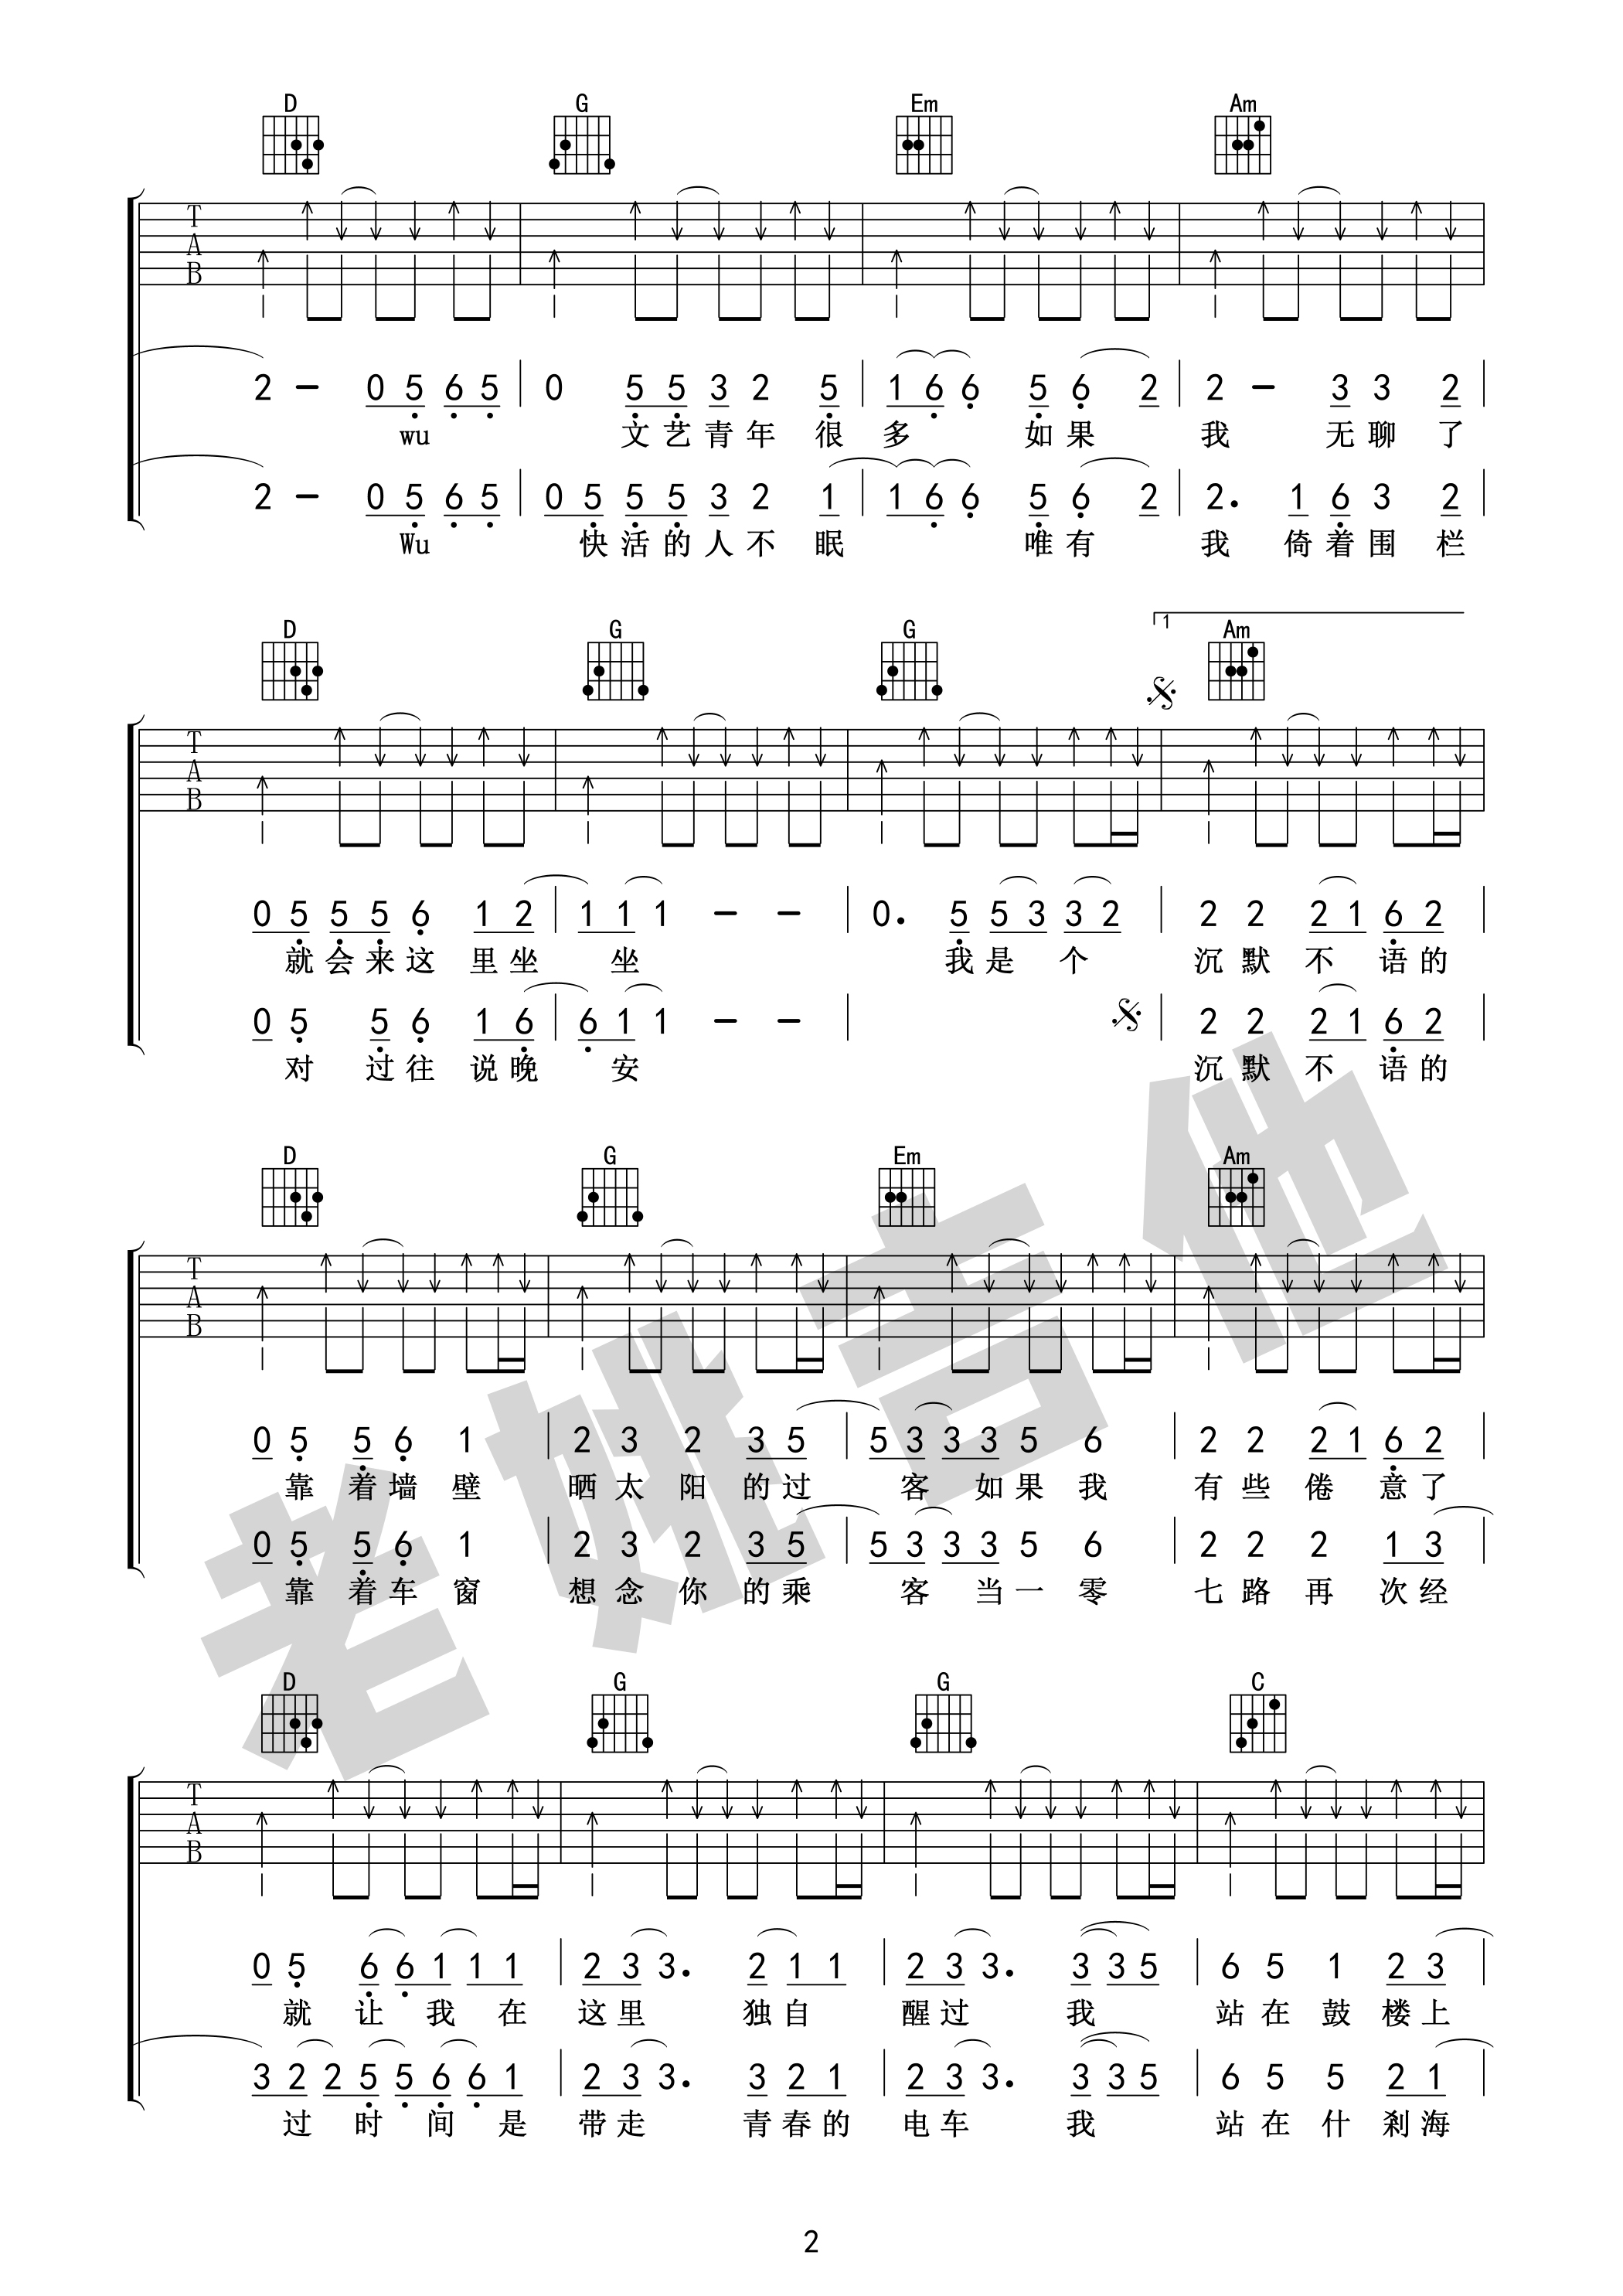 D G Em Am
T
A
B
2 - 0 5 6 5 | 0 5 5 3 2 5 | 1 6 6 5 6 2 | 2 - 3 3 2 |
wu 文 艺 青 年 很 多 如 果 我 无 聊 了
2 - 0 5 6 5 | 0 5 5 5 3 2 1 | 1 6 6 5 6 2 | 2. 1 6 3 2 |
Wu 快 活 的 人 不 眠 唯 有 我 倚 着 围 栏
1
D G G Am
T
A
B
0 5 5 5 6 1 2 | 1 1 1 - - | 0. 5 5 3 3 2 | 2 2 2 1 6 2 |
就 会 来 这 里 坐 坐 我 是 个 沉 默 不 语 的
0 5 5 6 1 6 | 6 1 1 - - | | 2 2 2 1 6 2 |
对 过 往 说 晚 安 沉 默 不 语 的
D G Em Am
T
A
B
0 5 5 6 1 | 2 3 2 3 5 | 5 3 3 3 5 6 | 2 2 2 1 6 2 |
靠 着 墙 壁 晒 太 阳 的 过 客 如 果 我 有 些 倦 意 了
0 5 5 6 1 | 2 3 2 3 5 | 5 3 3 3 5 6 | 2 2 2 1 3 |
靠 着 车 窗 想 念 你 的 乘 客 当 一 零 七 路 再 次 经
D G G C
T
A
B
0 5 6 6 1 1 1 | 2 3 3. 2 1 1 | 2 3 3. 3 3 5 | 6 5 1 2 3 |
就 让 我 在 这 里 独 自 醒 过 我 站 在 鼓 楼 上
3 2 2 5 5 6 6 1 | 2 3 3. 3 2 1 | 2 3 3. 3 3 5 | 6 5 5 2 1 |
过 时 间 是 带 走 青 春 的 电 车 我 站 在 什 刹 海
老姚吉他
2